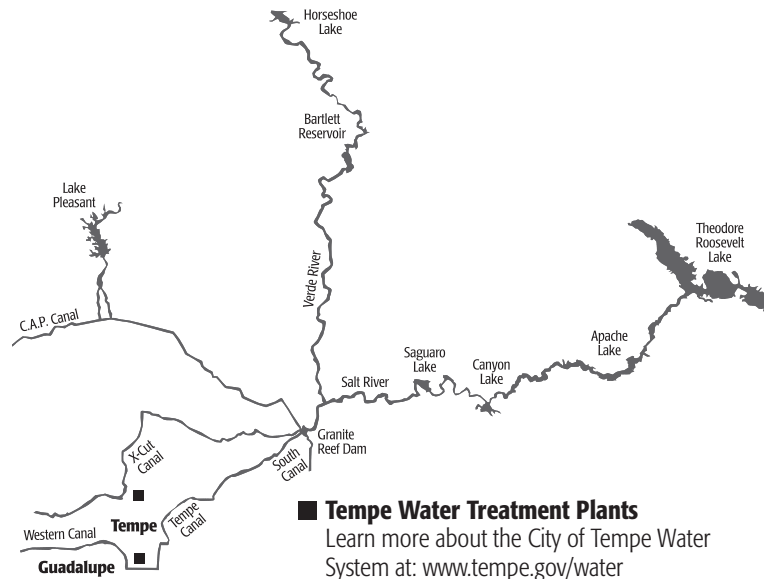 Horseshoe
Lake
Bartlett
Reservoir
Lake
Pleasant
Theodore
Roosevelt
Lake
Verde River
C.A.P. Canal
Apache
Lake
Saguaro
Lake
Canyon
Lake
Salt River
Granite
Reef Dam
X-Cut
Canal
South
Canal
Tempe
Canal
Tempe
Western Canal
Guadalupe
Tempe Water Treatment Plants
Learn more about the City of Tempe Water
System at: www.tempe.gov/water